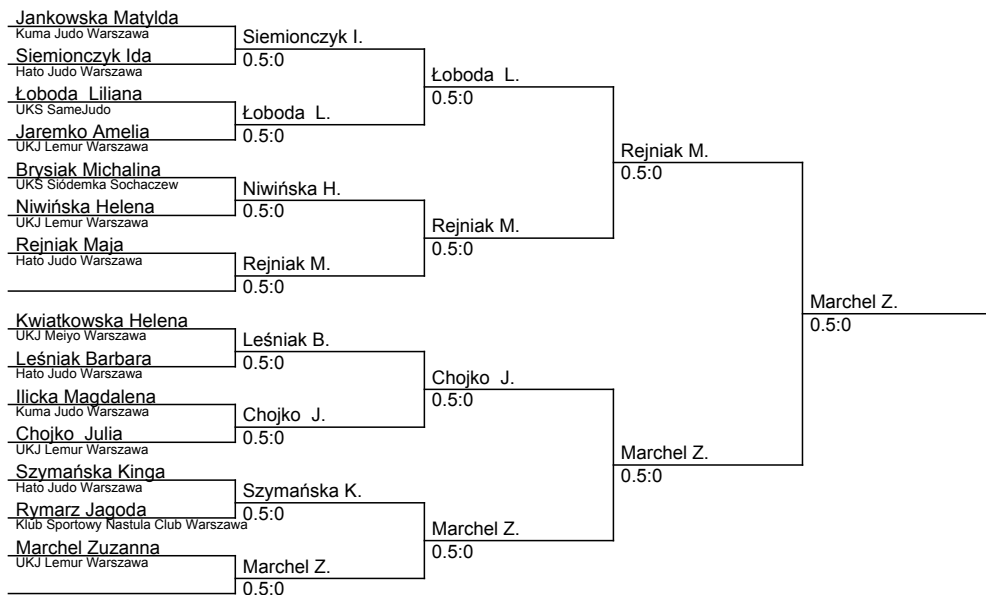 Jankowska Matylda
Kuma Judo Warszawa
Siemionczyk Ida
Hato Judo Warszawa
Łoboda Liliana
UKS SameJudo
Jaremko Amelia
UKJ Lemur Warszawa
Brysiak Michalina
UKS Siódemka Sochaczew
Niwińska Helena
UKJ Lemur Warszawa
Rejniak Maja
Hato Judo Warszawa
Kwiatkowska Helena
UKJ Meiyo Warszawa
Leśniak Barbara
Hato Judo Warszawa
Ilicka Magdalena
Kuma Judo Warszawa
Chojko Julia
UKJ Lemur Warszawa
Szymańska Kinga
Hato Judo Warszawa
Rymarz Jagoda
Klub Sportowy Nastula Club Warszawa
Marchel Zuzanna
UKJ Lemur Warszawa
Siemionczyk I.
0.5:0
Łoboda L.
0.5:0
Niwińska H.
0.5:0
Rejniak M.
0.5:0
Leśniak B.
0.5:0
Chojko J.
0.5:0
Szymańska K.
0.5:0
Marchel Z.
0.5:0
Łoboda L.
0.5:0
Rejniak M.
0.5:0
Chojko J.
0.5:0
Marchel Z.
0.5:0
Rejniak M.
0.5:0
Marchel Z.
0.5:0
Marchel Z.
0.5:0